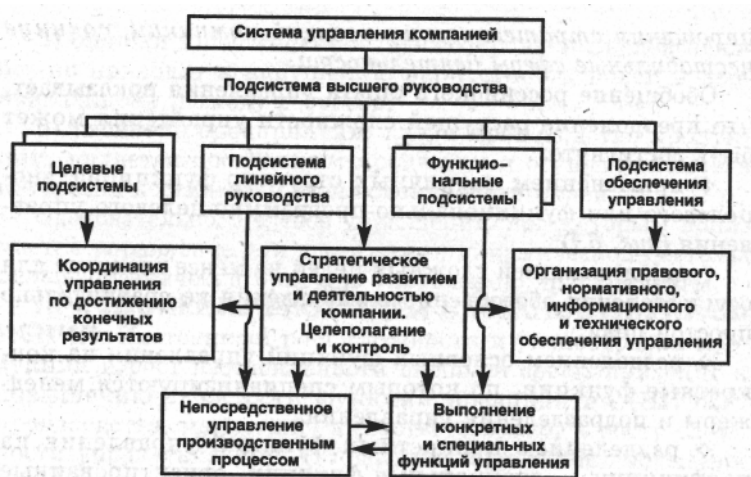 Система управления компанией
Подсистема высшего руководства
Целевые
подсистемы
Подсистема
линейного
руководства
Функцио-
нальные
подсистемы
Подсистема
обеспечения
управления
Координация
управления
по достижению
конечных
результатов
Стратегическое
управление развитием
и деятельностью
компании.
Целеполагание
и контроль
Организация правового,
нормативного,
информационного
и технического
обеспечения управления
Непосредственное
управление
производственным
процессом
Выполнение
конкретных
и специальных
функций управления